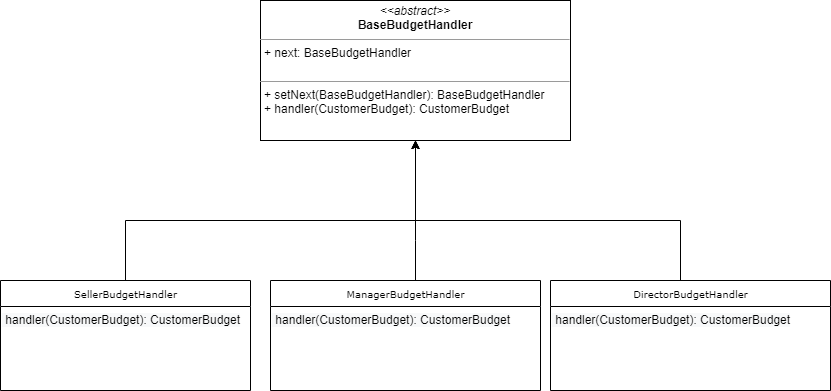 <<abstract>>
BaseBudgetHandler
+ next: BaseBudgetHandler
+ setNext(BaseBudgetHandler): BaseBudgetHandler
+ handler(CustomerBudget): CustomerBudget
SellerBudgetHandler
handler(CustomerBudget): CustomerBudget
ManagerBudgetHandler
handler(CustomerBudget): CustomerBudget
DirectorBudgetHandler
handler(CustomerBudget): CustomerBudget